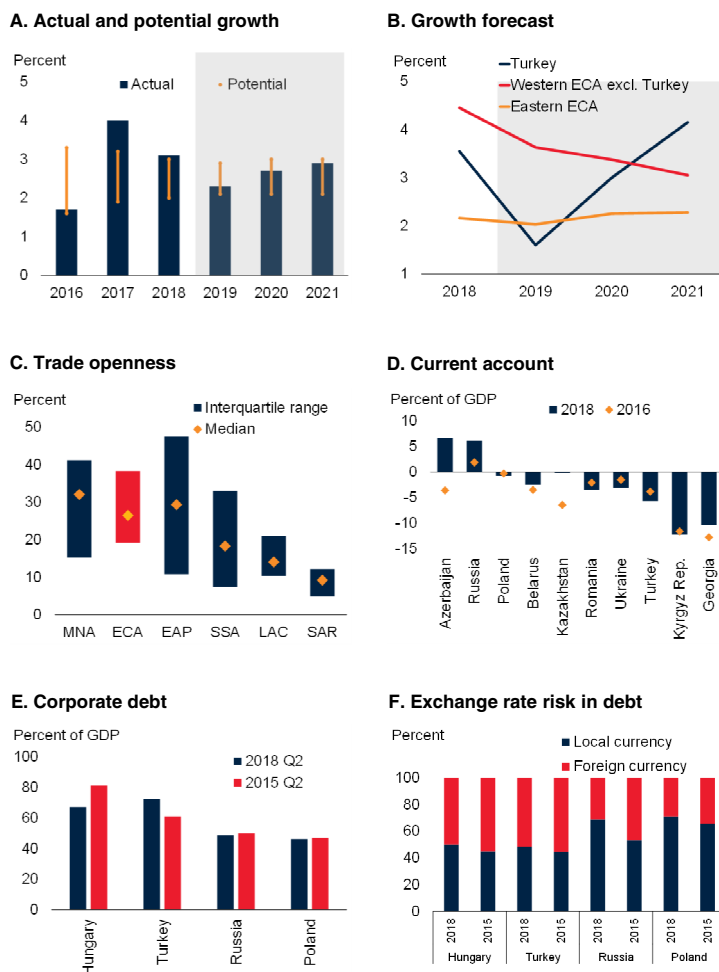 A. Actual and potential growth
Percent
Actual
Potential
5
4
3
2
1
0
2016 2017 2018 2019 2020 2021
B. Growth forecast
Percent
Turkey
Western ECA excl. Turkey
Eastern ECA
5
4
3
2
1
2018 2019 2020 2021
C. Trade openness
Percent
Interquartile range
Median
50
40
30
20
10
0
MNA ECA EAP SSA LAC SAR
D. Current account
Percent of GDP
2018 2016
10
5
0
-5
-10
-15
Azerbaijan
Russia
Poland
Belarus
Kazakhstan
Romania
Ukraine
Turkey
Kyrgyz Rep.
Georgia
E. Corporate debt
Percent of GDP
2018 Q2
2015 Q2
100
80
60
40
20
0
Hungary
Turkey
Russia
Poland
F. Exchange rate risk in debt
Percent
Local currency
Foreign currency
100
80
60
40
20
0
2018 2015 2018 2015 2018 2015 2018 2015
Hungary Turkey Russia Poland